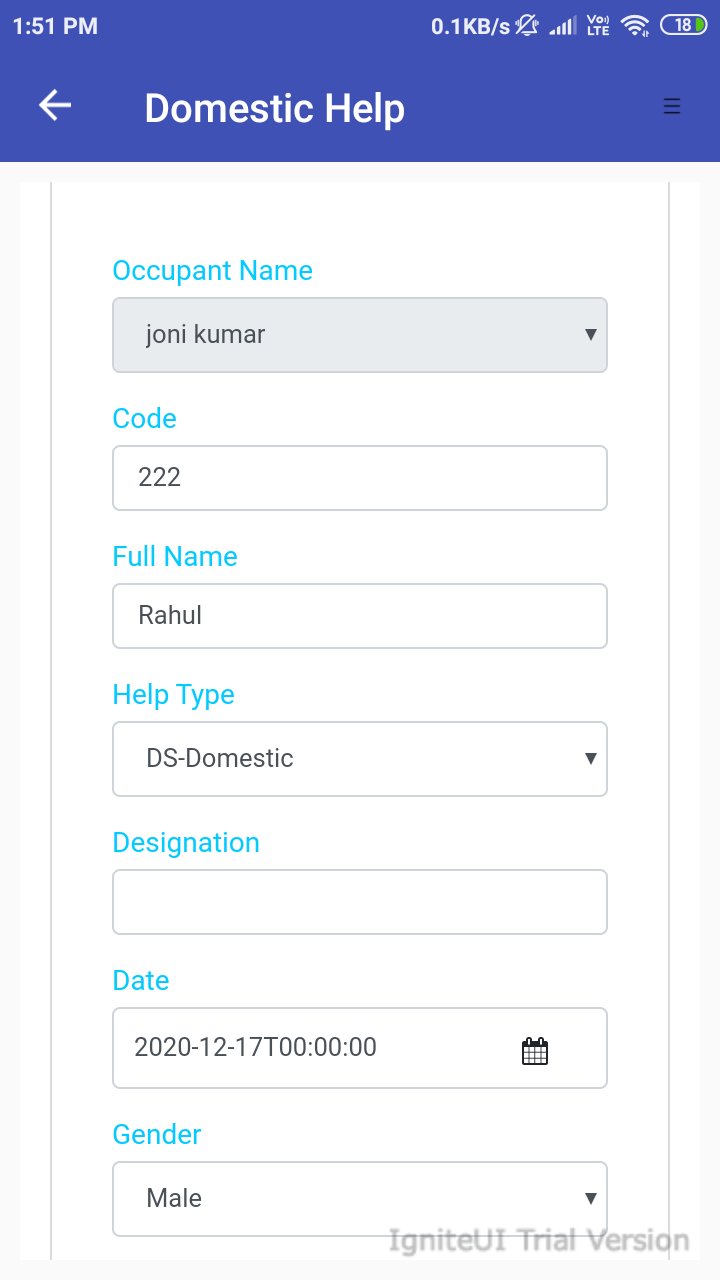 1:51 PM 0.1KB/s Vo) LTE 18
Domestic Help
Occupant Name
joni kumar
Code
222
Full Name
Rahul
Help Type
DS-Domestic
Designation
Date
2020-12-17T00:00:00
Gender
Male
IgniteUI Trial Version